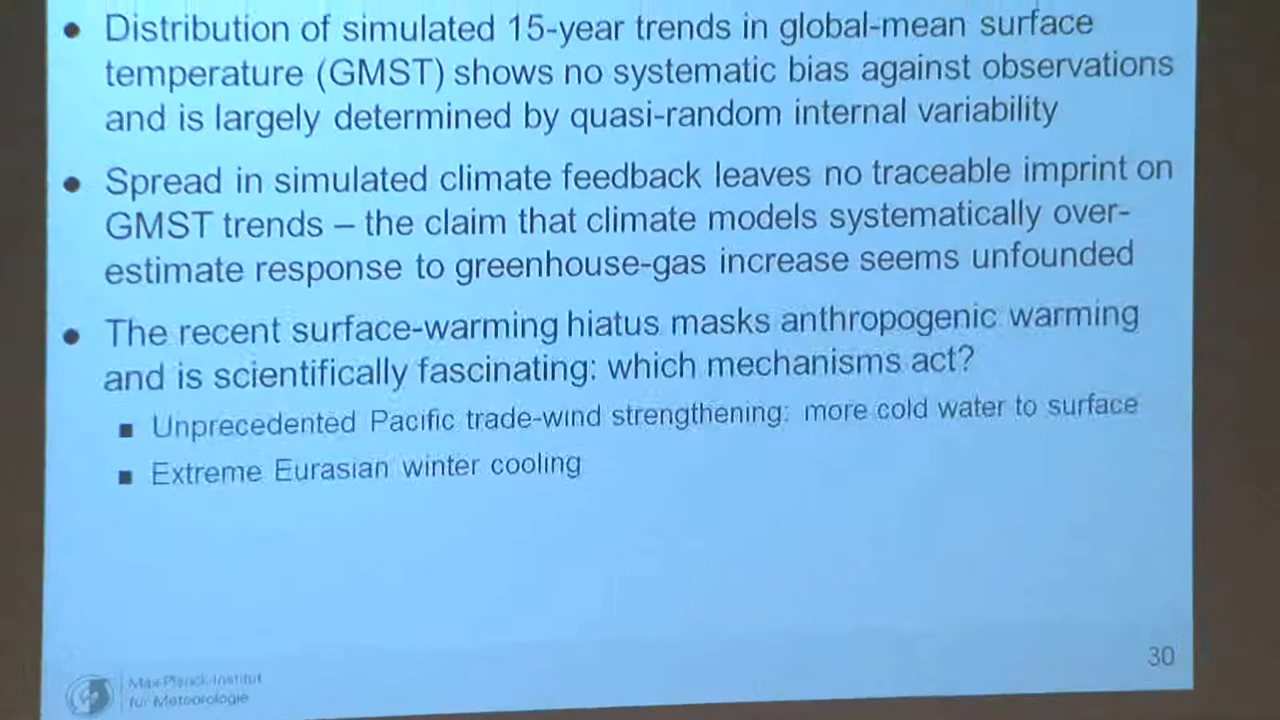 • Distribution of simulated 15-year trends in global-mean surface
temperature (GMST) shows no systematic bias against observations
and is largely determined by quasi-random internal variability
• Spread in simulated climate feedback leaves no traceable imprint on
GMST trends – the claim that climate models systematically over-
estimate response to greenhouse-gas increase seems unfounded
• The recent surface-warming hiatus masks anthropogenic warming
and is scientifically fascinating: which mechanisms act?
■ Unprecedented Pacific trade-wind strengthening: more cold water to surface
■ Extreme Eurasian winter cooling
30
Max-Planck-Institut
für Meteorologie